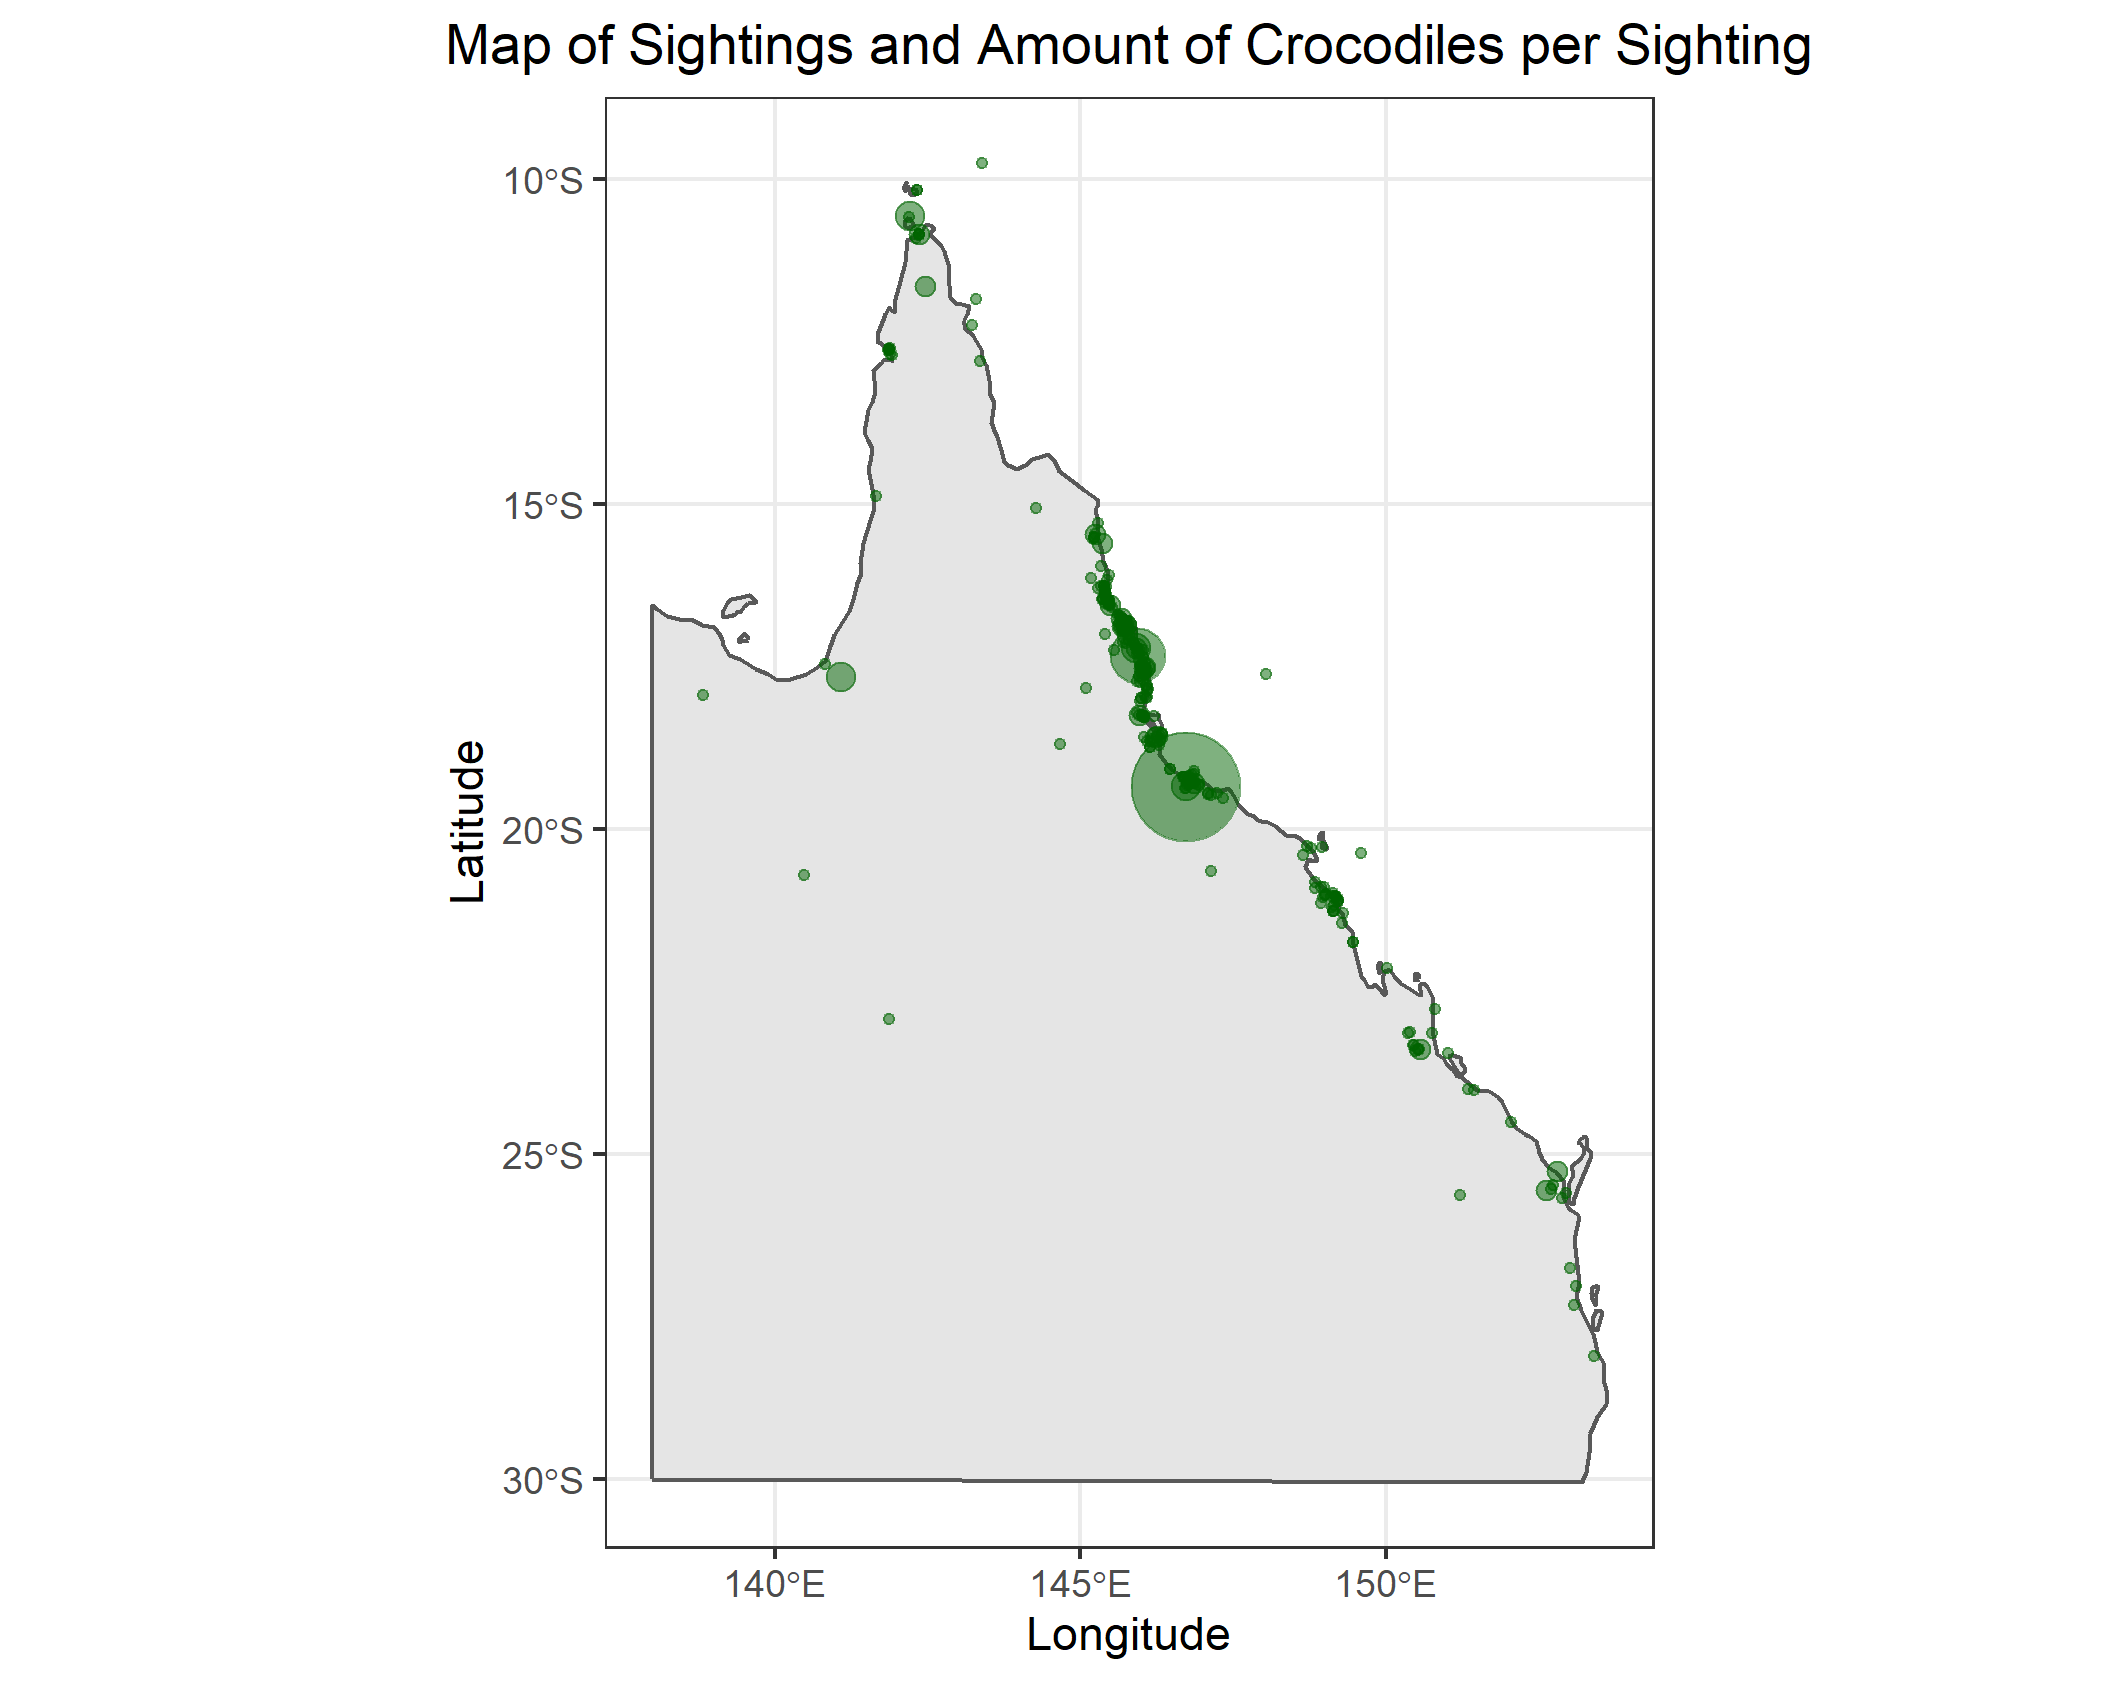 Map of Sightings and Amount of Crocodiles per Sighting
10°S
15°S
20°S
25°S
30°S
Latitude
140°E 145°E 150°E
Longitude